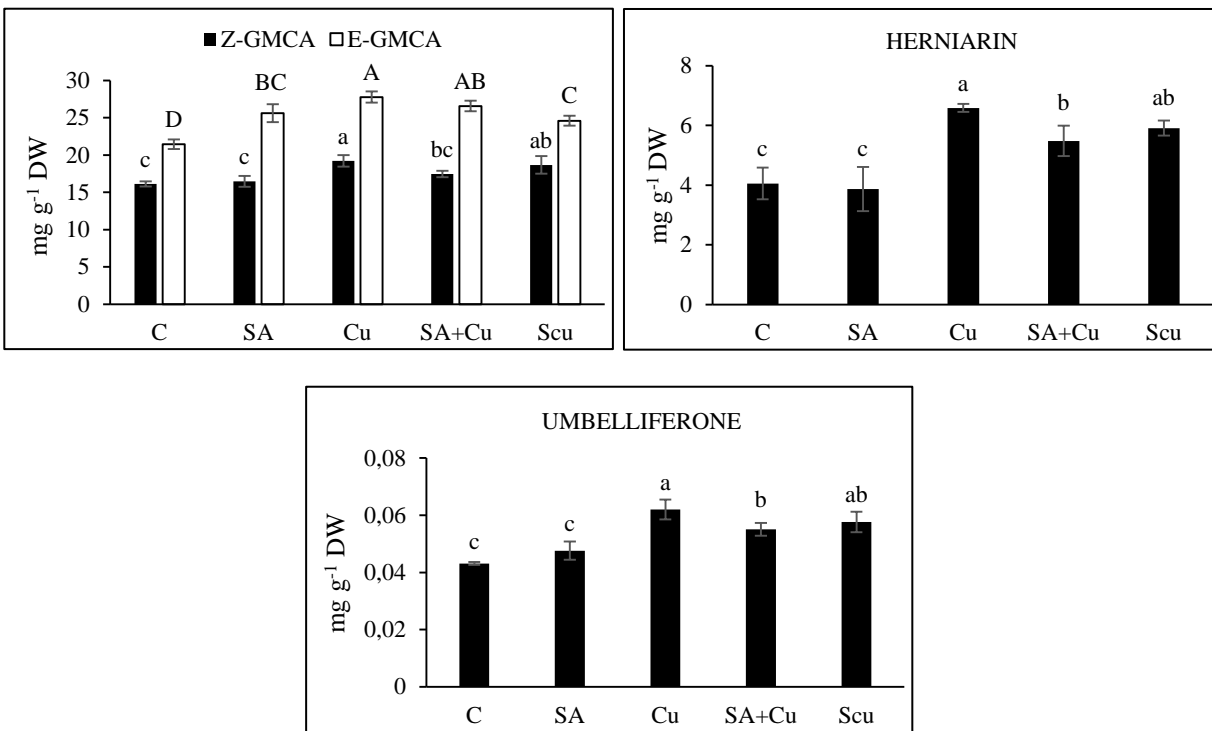 Z-GMCA E-GMCA
mg g-1 DW
30
25
20
15
10
5
0
c D
c BC
a A
bc AB
ab C
C SA Cu SA+Cu Scu
HERNIARIN
mg g-1 DW
8
6
4
2
0
c c a b ab
C SA Cu SA+Cu Scu
UMBELLIFERONE
mg g-1 DW
0,08
0,06
0,04
0,02
0
c c a b ab
C SA Cu SA+Cu Scu